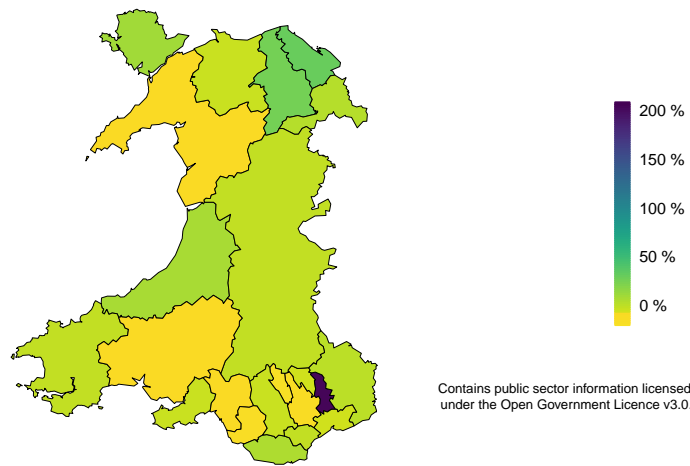 200 %
150 %
100 %
50 %
0 %
Contains public sector information licensed
under the Open Government Licence v3.0.